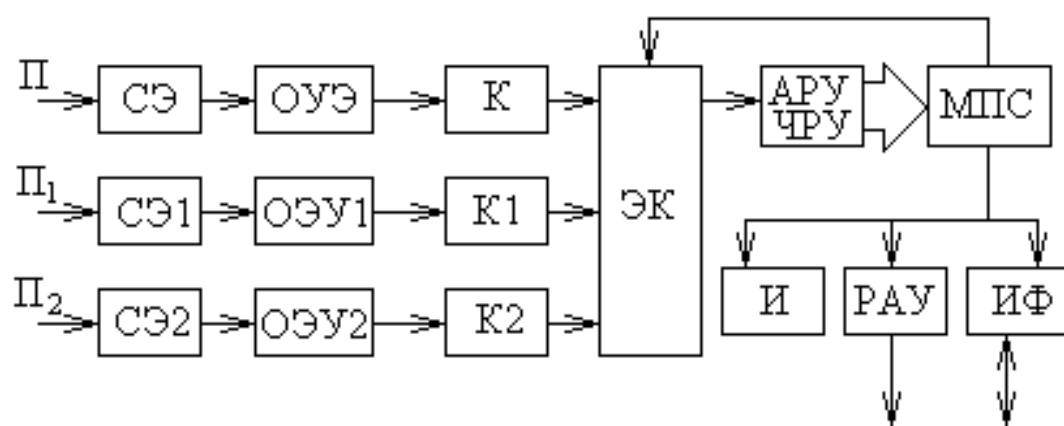 П СЭ ОУЭ К АРУ МПС
ЧРУ
П₁ СЭ1 ОЭУ1 К1 ЭК
П₂ СЭ2 ОЭУ2 К2 И РАУ ИФ